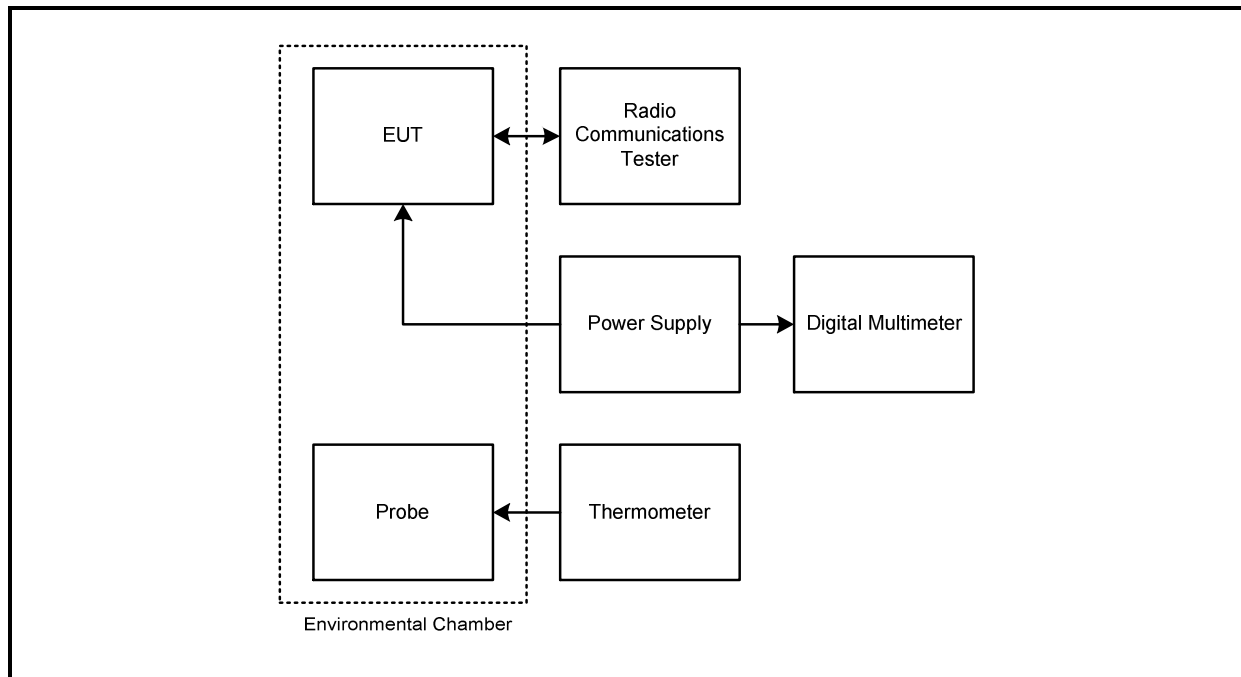 EUT
Radio
Communications
Tester
Power Supply
Digital Multimeter
Probe
Thermometer
Environmental Chamber